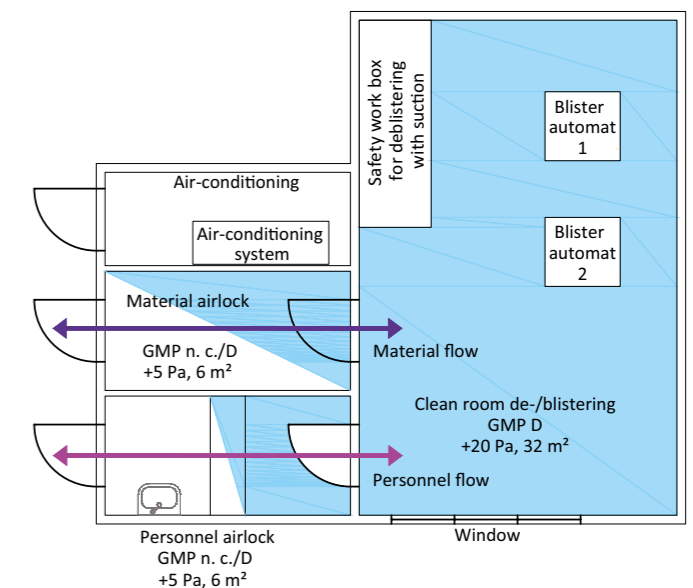 Safety work box
for deblistering
with suction
Blister
automat
1
Air-conditioning
Air-conditioning
system
Blister
automat
2
Material airlock
GMP n. c./D
+5 Pa, 6 m²
Material flow
Clean room de-/blistering
GMP D
+20 Pa, 32 m²
Personnel flow
Personnel airlock
GMP n. c./D
+5 Pa, 6 m²
Window